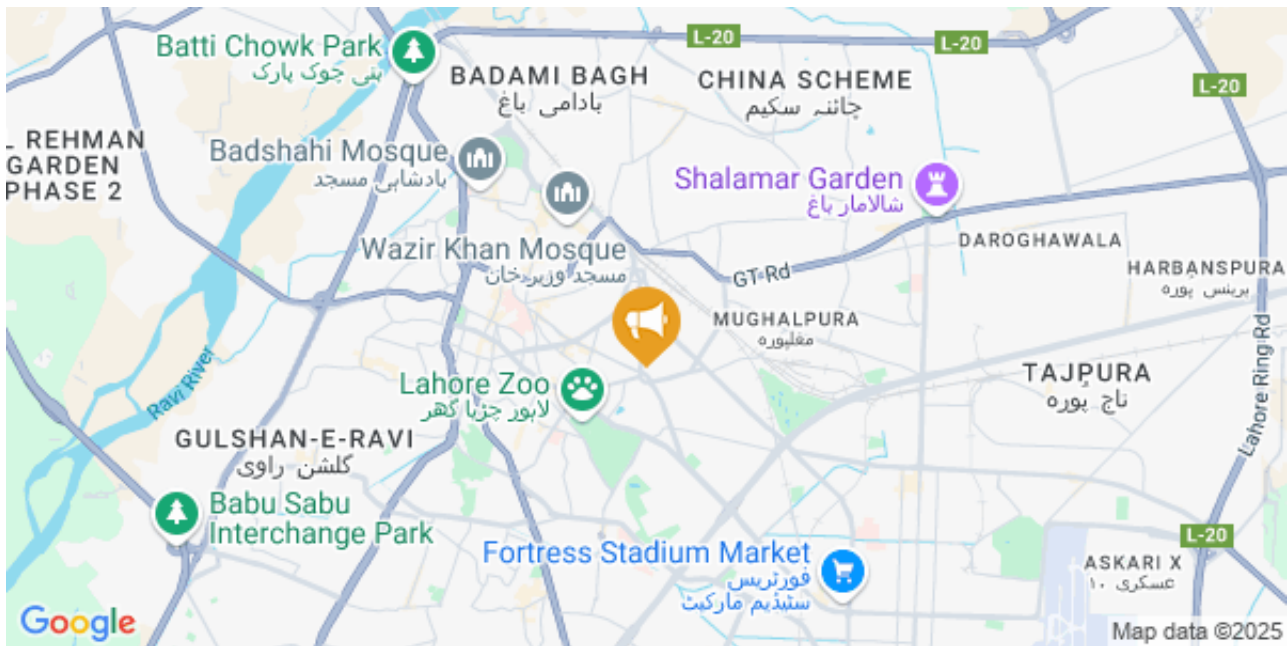 L-20
Batti Chowk Park
بتی چوک پارک
BADAMI BAGH
بادامی باغ
CHINA SCHEME
چائنہ سکیم
L-20
L-20
L REHMAN
GARDEN
PHASE 2
Badshahi Mosque
بادشاہی مسجد
Shalamar Garden
شالامار باغ
Wazir Khan Mosque
مسجد وزیر خان
DAROGHAWALA
GT Rd
HARBANSPURA
ہربنس پورہ
MUGHALPURA
مغلپورہ
Ravi River
Lahore Zoo
لاہور چڑیا گھر
TAJPURA
تاج پورہ
Lahore Ring Rd
GULSHAN-E-RAVI
گلشن راوی
Babu Sabu
Interchange Park
Fortress Stadium Market
فورٹریس
سٹیڈیم مارکیٹ
L-20
ASKARI X
عسکری ۱۰
Google
Map data ©2025